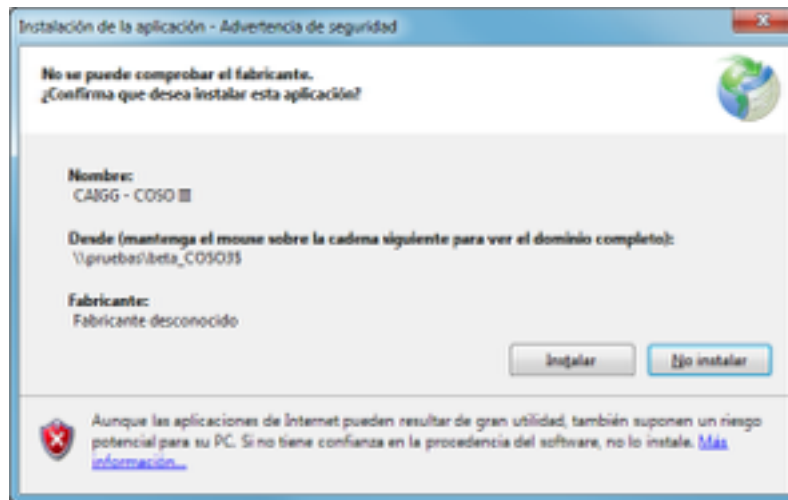 Instalación de la aplicación - Advertencia de seguridad
No se puede comprobar el fabricante.
¿Confirma que desea instalar esta aplicación?
Nombre:
CAIGG - COSO III
Desde (mantenga el mouse sobre la cadena siguiente para ver el dominio completo):
\\pruebas\beta_COSO3$
Fabricante:
Fabricante desconocido
Instalar
No instalar
Aunque las aplicaciones de Internet pueden resultar de gran utilidad, también suponen un riesgo
potencial para su PC. Si no tiene confianza en la procedencia del software, no lo instale. Más
información...